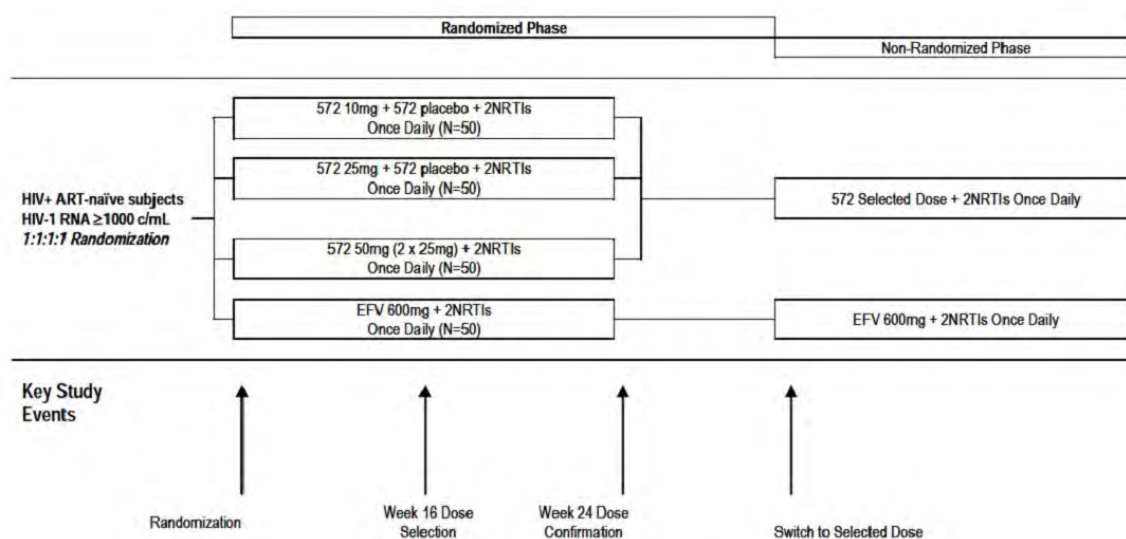 Randomized Phase
Non-Randomized Phase
572 10mg + 572 placebo + 2NRTIs
Once Daily (N=50)
572 25mg + 572 placebo + 2NRTIs
Once Daily (N=50)
HIV+ ART-naïve subjects
HIV-1 RNA ≥1000 c/mL
1:1:1:1 Randomization
572 Selected Dose + 2NRTIs Once Daily
572 50mg (2 x 25mg) + 2NRTIs
Once Daily (N=50)
EFV 600mg + 2NRTIs
Once Daily (N=50)
EFV 600mg + 2NRTIs Once Daily
Key Study
Events
Randomization
Week 16 Dose
Selection
Week 24 Dose
Confirmation
Switch to Selected Dose